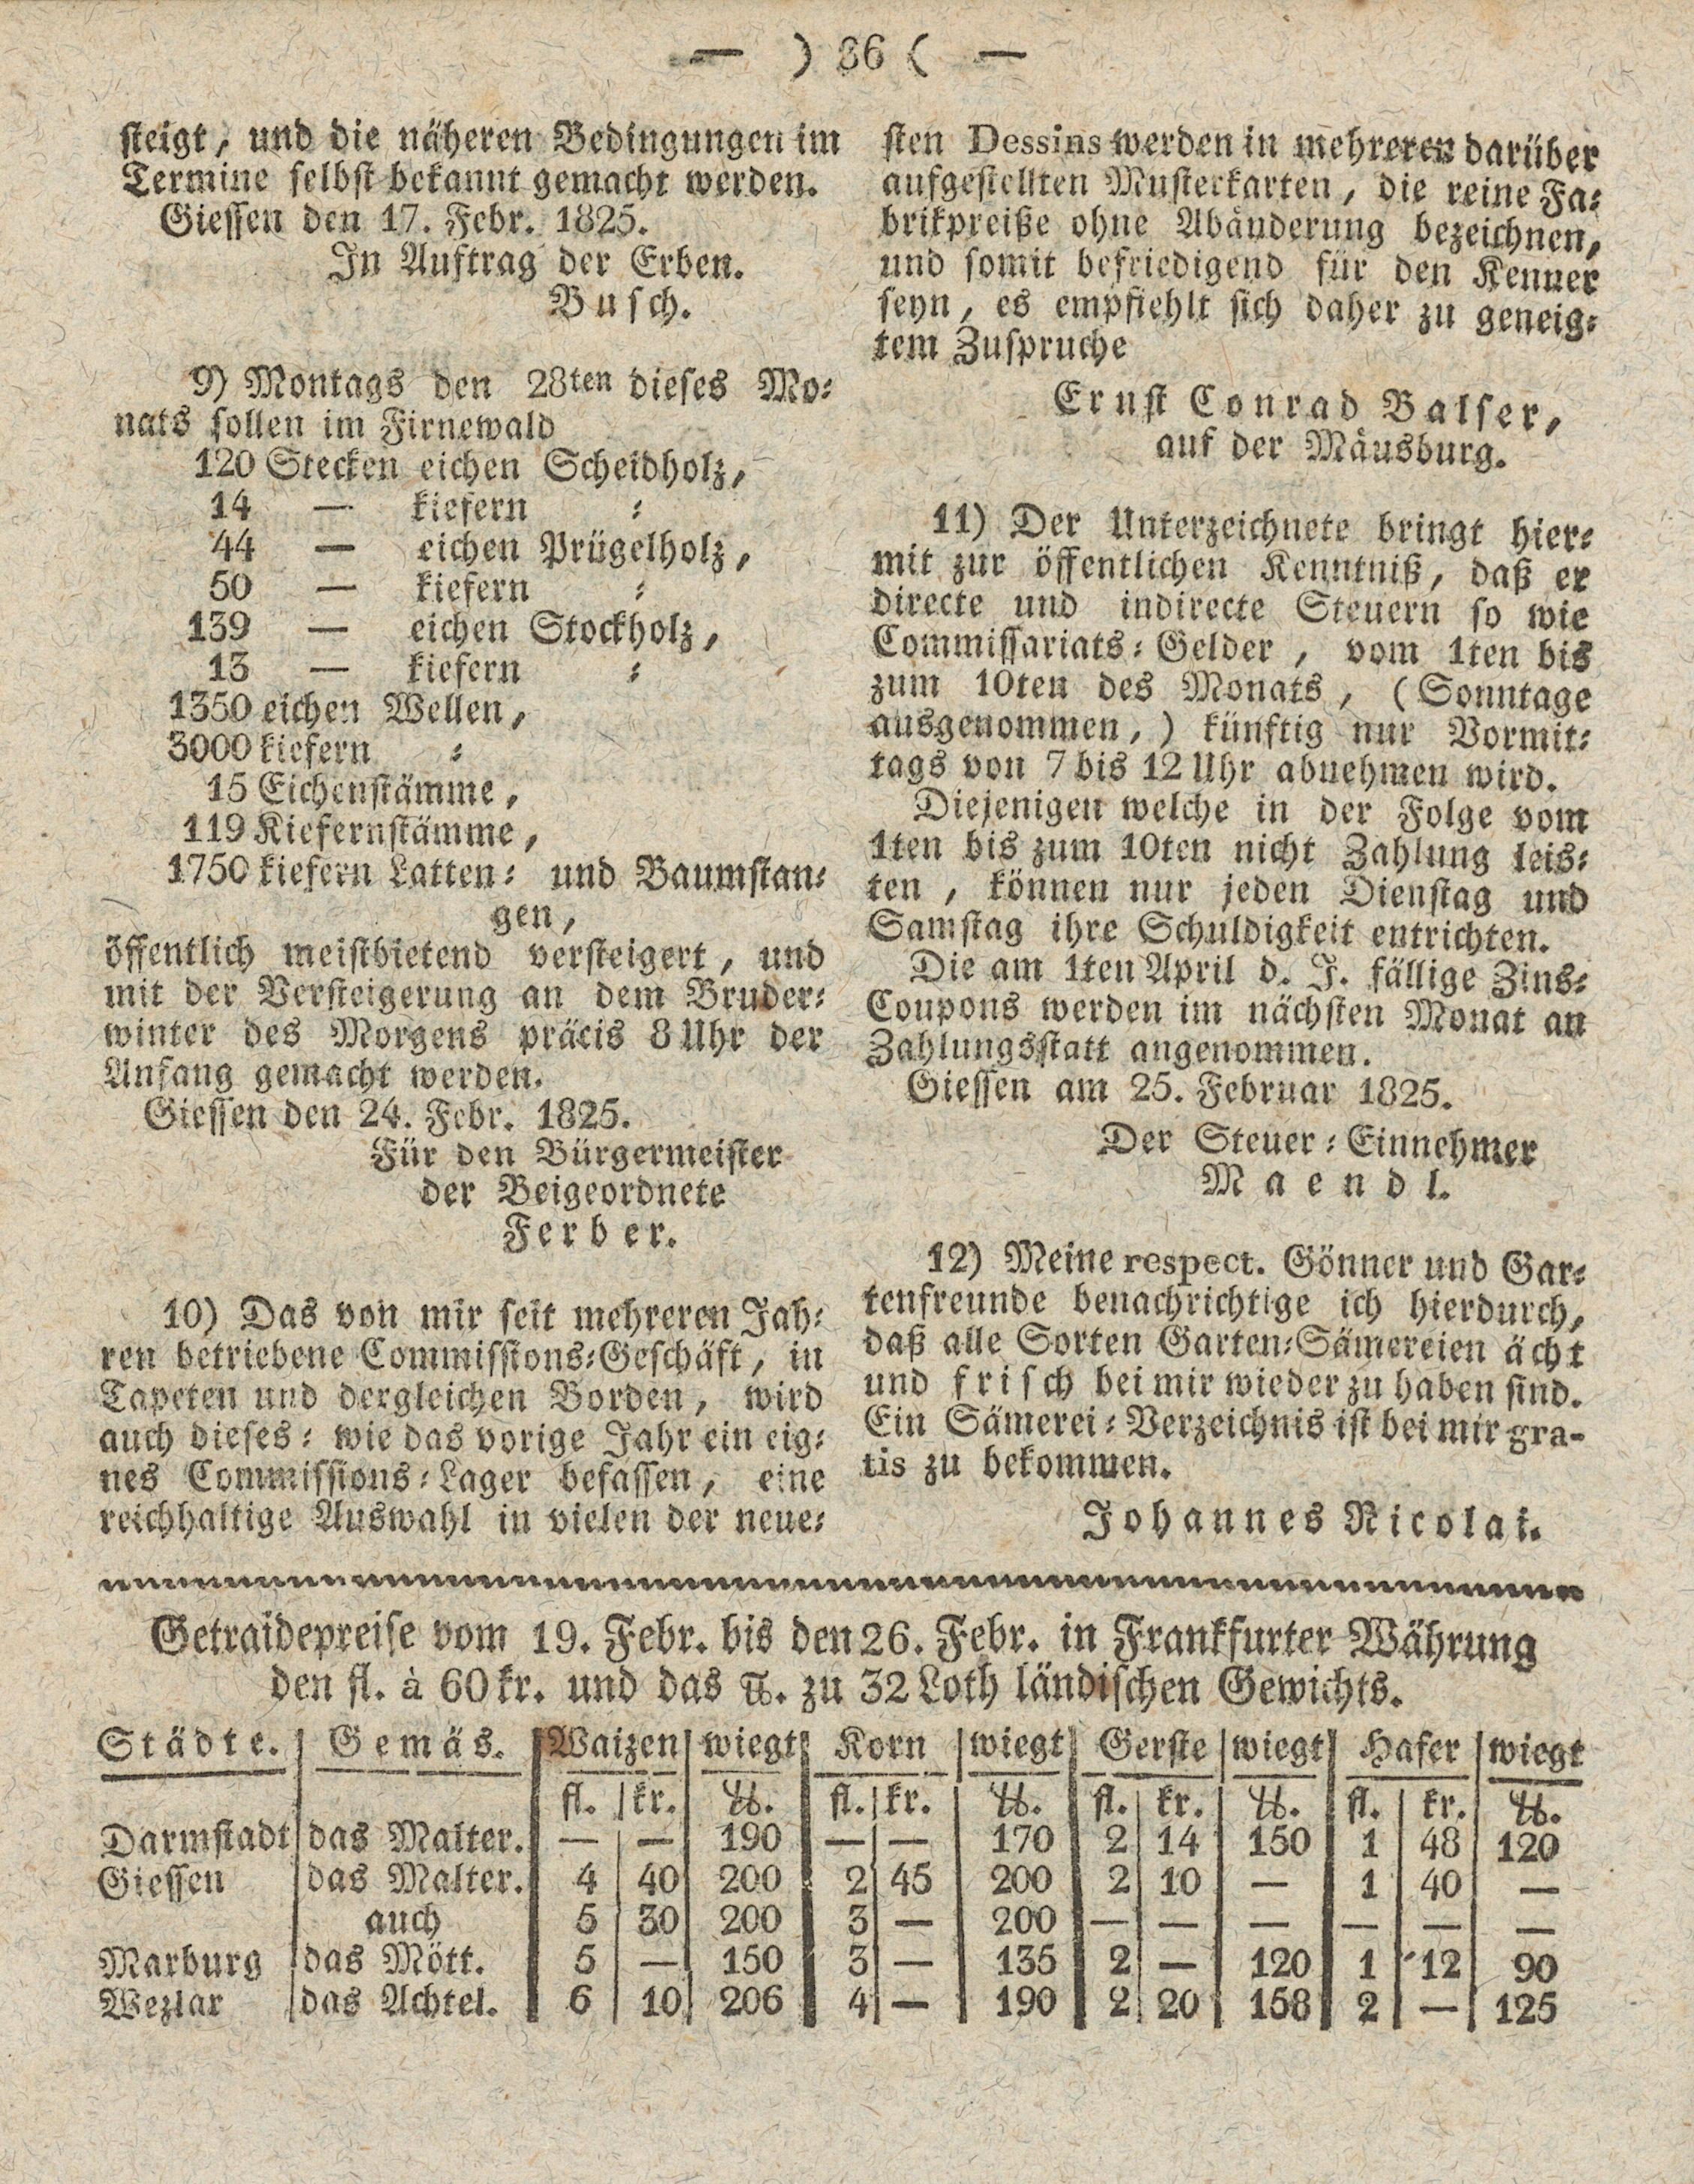 — ) 36 ( —
steigt, und die näheren Bedingungen im
Termine selbst bekannt gemacht werden.
Giessen den 17. Febr. 1825.
In Auftrag der Erben.
Busch.
9) Montags den 28ten dieses Mo-
nats sollen im Firnewald
120 Stecken eichen Scheidholz,
14 — kiefern =
44 — eichen Prügelholz,
50 — kiefern =
139 — eichen Stockholz,
13 — kiefern =
1350 eichen Wellen,
3000 kiefern =
15 Eichenstämme,
119 Kiefernstämme,
1750 kiefern Latten= und Baumstan=
gen,
öffentlich meistbietend versteigert, und
mit der Versteigerung an dem Bruder=
winter des Morgens präcis 8 Uhr der
Anfang gemacht werden.
Giessen den 24. Febr. 1825.
Für den Bürgermeister
der Beigeordnete
Ferber.
10) Das von mir seit mehreren Jah=
ren betriebene Commissions=Geschäft, in
Tapeten und dergleichen Borden, wird
auch dieses= wie das vorige Jahr ein eig=
nes Commissions=Lager befassen, eine
reichhaltige Auswahl in vielen der neue=
sten Dessins werden in mehreren darüber
aufgestellten Musterkarten, die reine Fa=
brikpreiße ohne Abänderung bezeichnen,
und somit befriedigend für den Kenner
seyn, es empfiehlt sich daher zu geneig=
tem Zuspruche
Ernst Conrad Balser,
auf der Mäusburg.
11) Der Unterzeichnete bringt hier=
mit zur öffentlichen Kenntniß, daß er
directe und indirecte Steuern so wie
Commissariats=Gelder, vom 1ten bis
zum 10ten des Monats, (Sonntage
ausgenommen,) künftig nur Vormit=
tags von 7 bis 12 Uhr abnehmen wird.
Diejenigen welche in der Folge vom
1ten bis zum 10ten nicht Zahlung leis=
ten, können nur jeden Dienstag und
Samstag ihre Schuldigkeit entrichten.
Die am 1ten April d. J. fällige Zins=
Coupons werden im nächsten Monat an
Zahlungsstatt angenommen.
Giessen am 25. Februar 1825.
Der Steuer=Einnehmer
Maendl.
12) Meine respect. Gönner und Gar=
tenfreunde benachrichtige ich hierdurch,
daß alle Sorten Garten=Sämereien ächt
und frisch bei mir wieder zu haben sind.
Ein Sämerei=Verzeichnis ist bei mir gra-
tis zu bekommen.
Johannes Nicolai.
Getraidepreise vom 19. Febr. bis den 26. Febr. in Frankfurter Währung
den fl. à 60 kr. und das ℔. zu 32 Loth ländischen Gewichts.
Städte. Gemäs. Waizen wiegt Korn wiegt Gerste wiegt Hafer wiegt
fl. kr. ℔. fl. kr. ℔. fl. kr. ℔. fl. kr. ℔.
Darmstadt das Malter. — — 190 — — 170 2 14 150 1 48 120
Giessen das Malter. 4 40 200 2 45 200 2 10 — 1 40 —
auch 5 30 200 3 — 200 — — — — — —
Marburg das Mött. 5 — 150 3 — 135 2 — 120 1 12 90
Wezlar das Achtel. 6 10 206 4 — 190 2 20 158 2 — 125